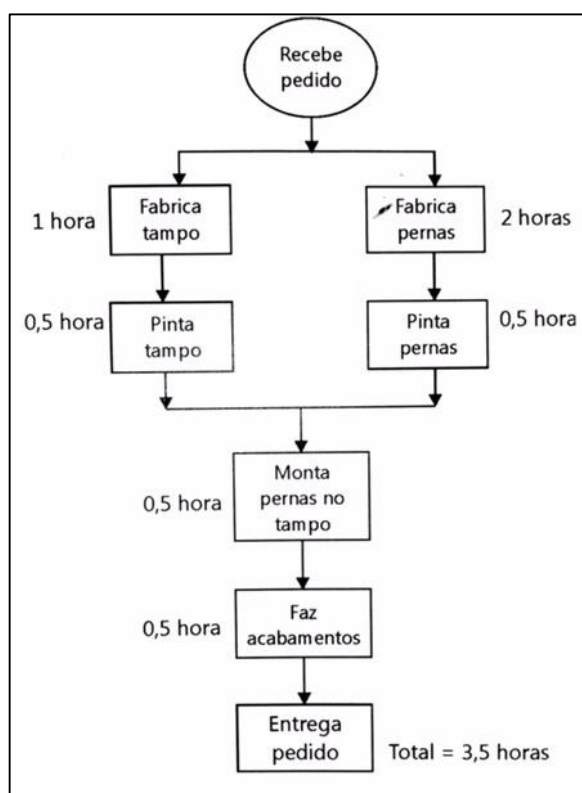 Recebe
pedido
1 hora
Fabrica
tampo
Fabrica
pernas
2 horas
0,5 hora
Pinta
tampo
Pinta
pernas
0,5 hora
0,5 hora
Monta
pernas no
tampo
0,5 hora
Faz
acabamentos
Entrega
pedido
Total = 3,5 horas